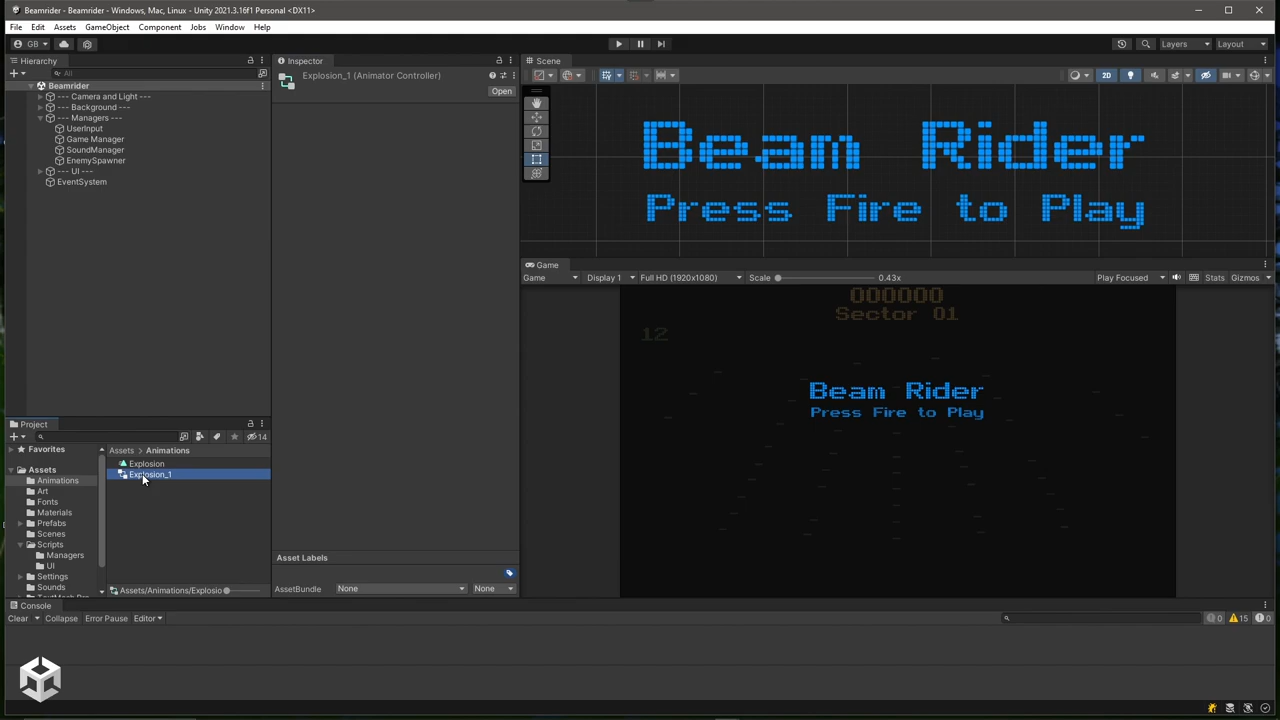 Beamrider - Beamrider - Windows, Mac, Linux - Unity 2021.3.16f1 Personal <DX11>
File Edit Assets GameObject Component Jobs Window Help
GB Layers Layout
Hierarchy
All
Beamrider
--- Camera and Light ---
--- Background ---
--- Managers ---
UserInput
Game Manager
SoundManager
EnemySpawner
--- UI ---
EventSystem
Inspector
Explosion_1 (Animator Controller)
Open
Asset Labels
AssetBundle None None
Scene
2D
Beam Rider
Press Fire to Play
Game
Game Display 1 Full HD (1920x1080) Scale 0.43x Play Focused Stats Gizmos
000000
Sector 01
12
Beam Rider
Press Fire to Play
Project
14
Favorites
Assets
Animations
Art
Fonts
Materials
Prefabs
Scenes
Scripts
Managers
UI
Settings
Sounds
Assets > Animations
Explosion
Explosion_1
Assets/Animations/Explosio
Console
Clear Collapse Error Pause Editor 0 15 0